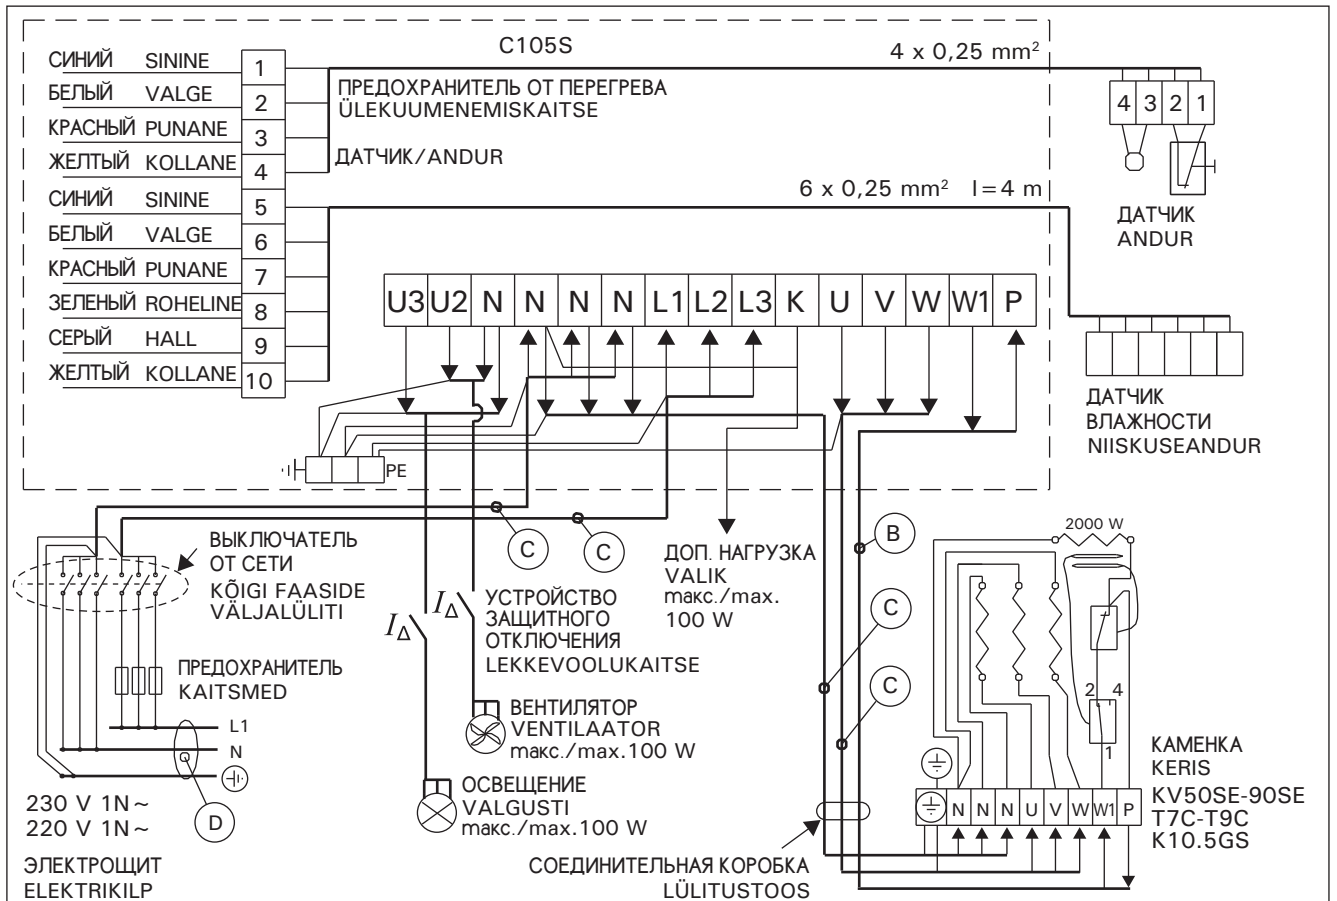 C105S
4 x 0,25 mm²
СИНИЙ SININE 1
БЕЛЫЙ VALGE 2
КРАСНЫЙ PUNANE 3
ЖЕЛТЫЙ KOLLANE 4
СИНИЙ SININE 5
БЕЛЫЙ VALGE 6
КРАСНЫЙ PUNANE 7
ЗЕЛЕНЫЙ ROHELINE 8
СЕРЫЙ HALL 9
ЖЕЛТЫЙ KOLLANE 10
ПРЕДОХРАНИТЕЛЬ ОТ ПЕРЕГРЕВА
ÜLEKUUMENEMISKAITSE
ДАТЧИК/ANDUR
4 3 2 1
ДАТЧИК
ANDUR
6 x 0,25 mm² l=4 m
U3 U2 N N N N L1 L2 L3 K U V W W1 P
ДАТЧИК
ВЛАЖНОСТИ
NIISKUSEANDUR
PE
ВЫКЛЮЧАТЕЛЬ
ОТ СЕТИ
KÕIGI FAASIDE
VÄLJALÜLITI
C
C
B
C
C
ДОП. НАГРУЗКА
VALIK
макс./max.
100 W
2000 W
IΔ
IΔ
УСТРОЙСТВО
ЗАЩИТНОГО
ОТКЛЮЧЕНИЯ
LEKKEVOOLUKAITSE
ПРЕДОХРАНИТЕЛЬ
KAITSMED
L1
N
D
230 V 1N~
220 V 1N~
ЭЛЕКТРОЩИТ
ELEKTRIKILP
ВЕНТИЛЯТОР
VENTILAATOR
макс./max.100 W
ОСВЕЩЕНИЕ
VALGUSTI
макс./max.100 W
СОЕДИНИТЕЛЬНАЯ КОРОБКА
LÜLITUSTOOS
2 4
1
N N N U V W W1 P
КАМЕНКА
KERIS
KV50SE-90SE
T7C-T9C
K10.5GS